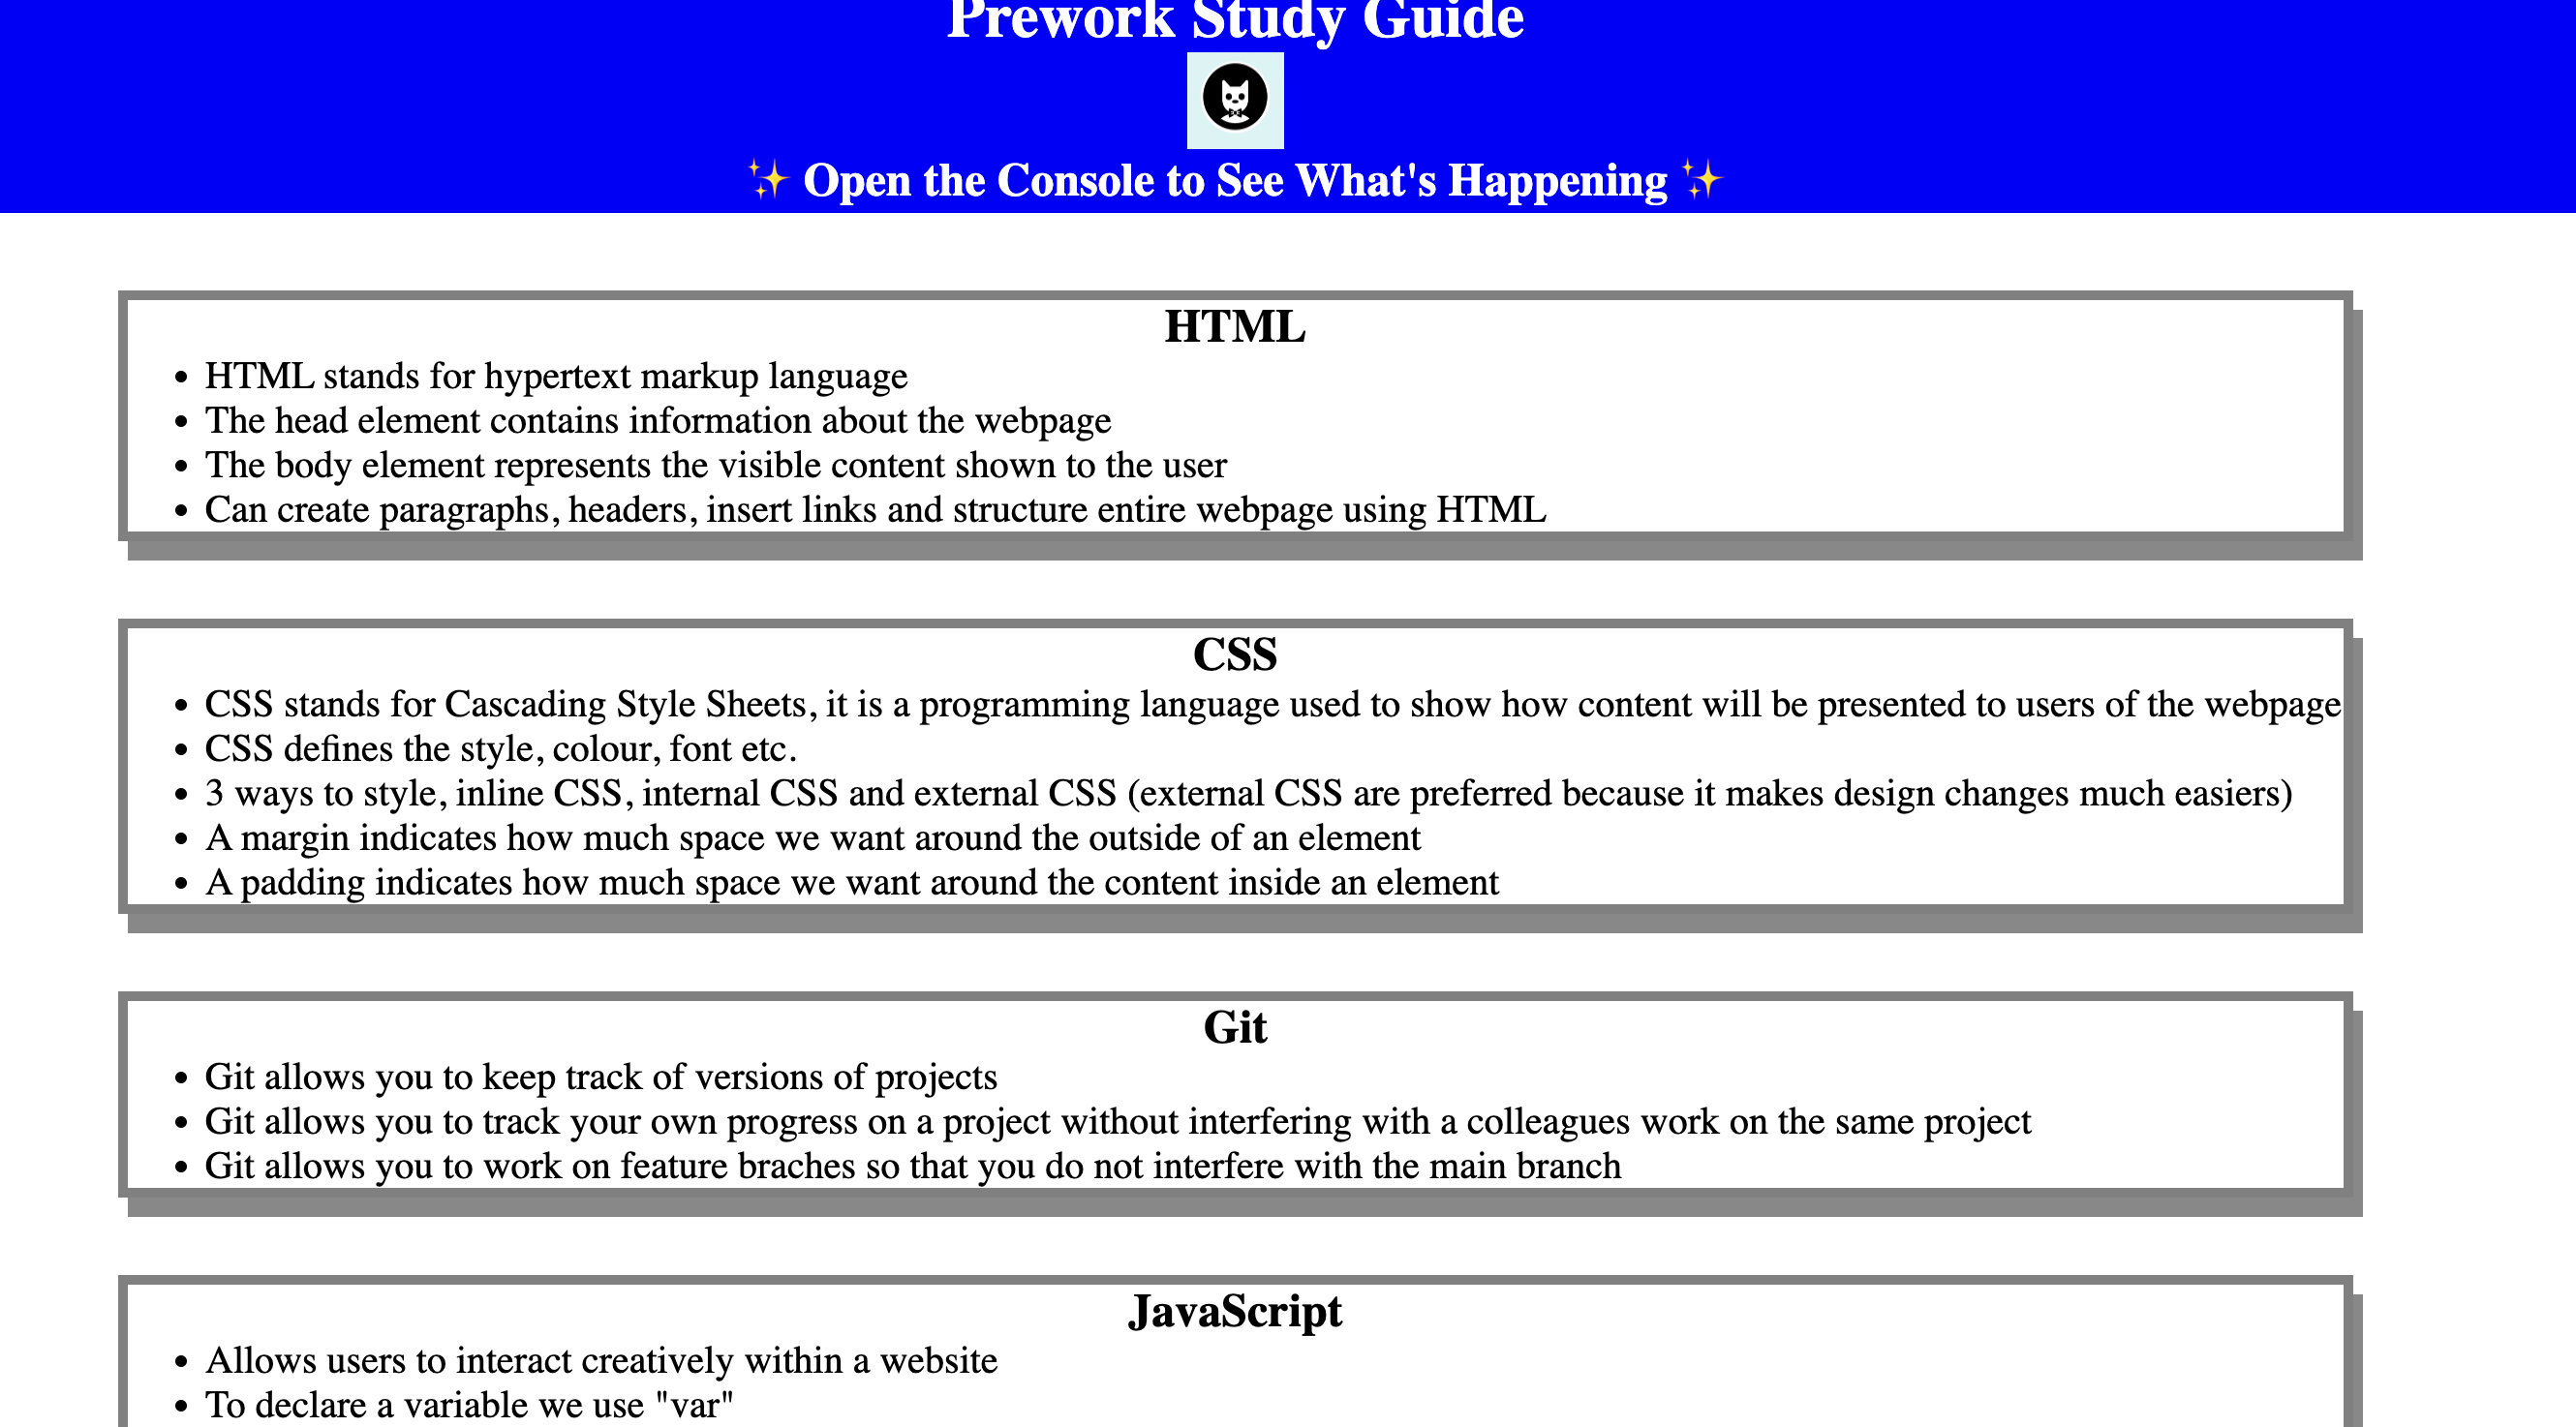 Prework Study Guide
✨ Open the Console to See What's Happening ✨
HTML
• HTML stands for hypertext markup language
• The head element contains information about the webpage
• The body element represents the visible content shown to the user
• Can create paragraphs, headers, insert links and structure entire webpage using HTML
CSS
• CSS stands for Cascading Style Sheets, it is a programming language used to show how content will be presented to users of the webpage
• CSS defines the style, colour, font etc.
• 3 ways to style, inline CSS, internal CSS and external CSS (external CSS are preferred because it makes design changes much easiers)
• A margin indicates how much space we want around the outside of an element
• A padding indicates how much space we want around the content inside an element
Git
• Git allows you to keep track of versions of projects
• Git allows you to track your own progress on a project without interfering with a colleagues work on the same project
• Git allows you to work on feature braches so that you do not interfere with the main branch
JavaScript
• Allows users to interact creatively within a website
• To declare a variable we use "var"